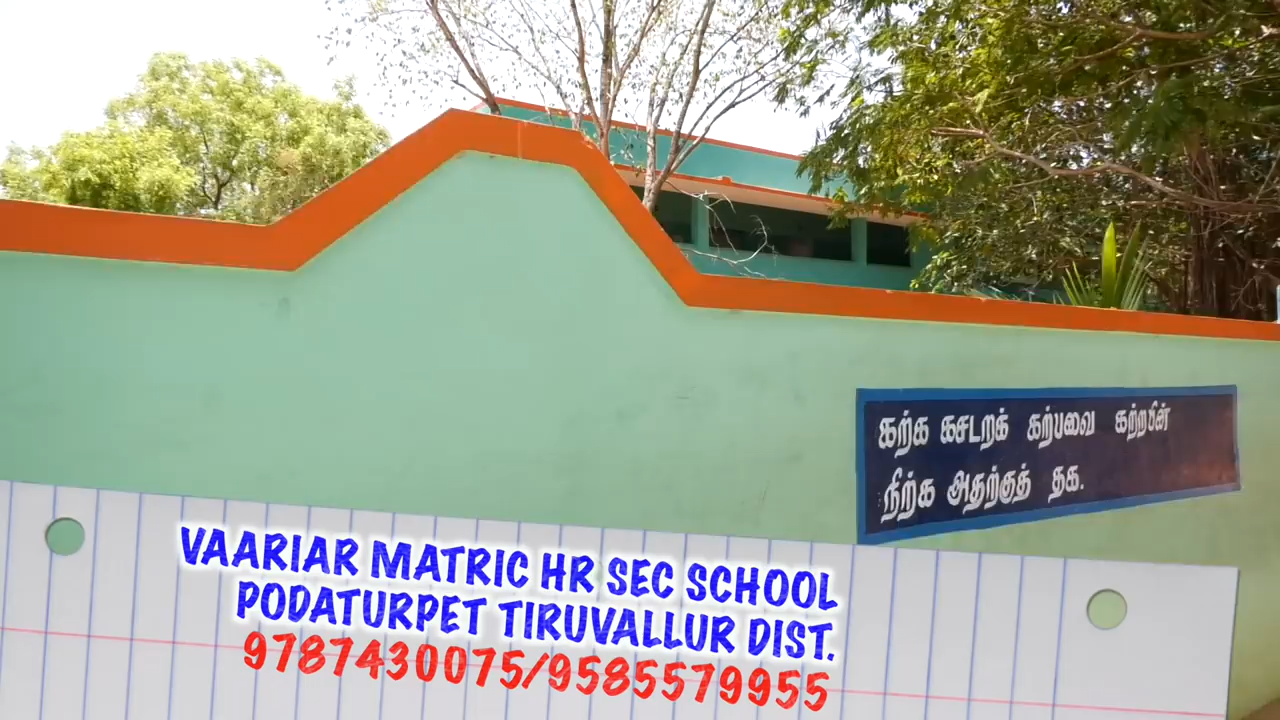 கற்க கசடறக் கற்பவை கற்றபின்
நிற்க அதற்குத் தக.
VAARIAR MATRIC HR SEC SCHOOL
PODATURPET TIRUVALLUR DIST.
9787430075/9585579955